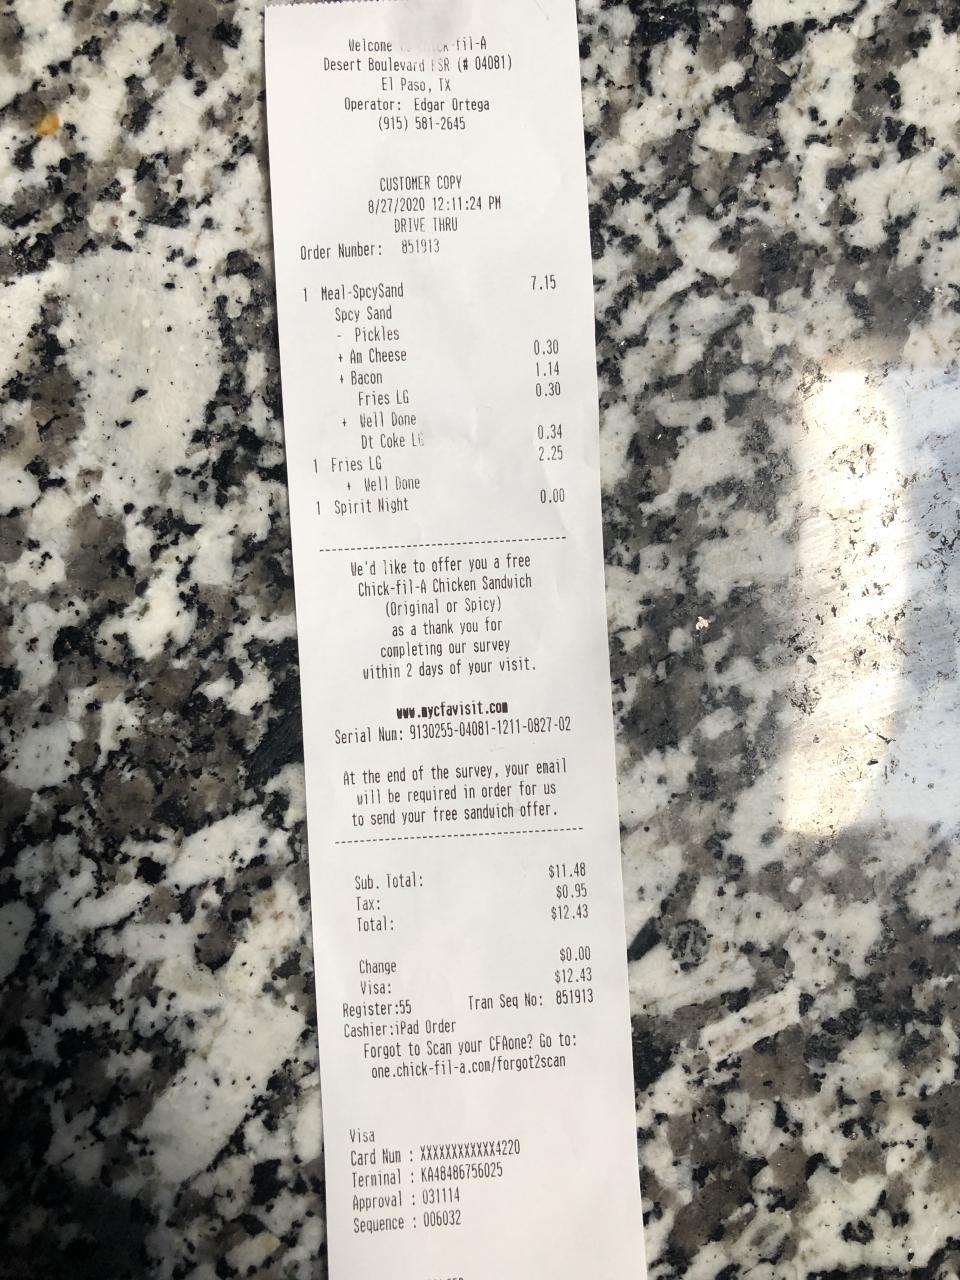 Welcome to Chick-fil-A
Desert Boulevard FSR (# 04081)
El Paso, TX
Operator: Edgar Ortega
(915) 581-2645
CUSTOMER COPY
8/27/2020 12:11:24 PM
DRIVE THRU
Order Number: 851913
1 Meal-SpcySand 7.15
Spcy Sand
- Pickles
+ Am Cheese 0.30
+ Bacon 1.14
Fries LG 0.30
+ Well Done
Dt Coke LG 0.34
1 Fries LG 2.25
+ Well Done
1 Spirit Night 0.00
----------------------------------------
We'd like to offer you a free
Chick-fil-A Chicken Sandwich
(Original or Spicy)
as a thank you for
completing our survey
within 2 days of your visit.
www.mycfavisit.com
Serial Num: 9130255-04081-1211-0827-02
At the end of the survey, your email
will be required in order for us
to send your free sandwich offer.
----------------------------------------
Sub. Total: $11.48
Tax: $0.95
Total: $12.43
Change $0.00
Visa: $12.43
Register:55 Tran Seq No: 851913
Cashier:iPad Order
Forgot to Scan your CFAone? Go to:
one.chick-fil-a.com/forgot2scan
Visa
Card Num : XXXXXXXXXXXX4220
Terminal : KA48486756025
Approval : 031114
Sequence : 006032